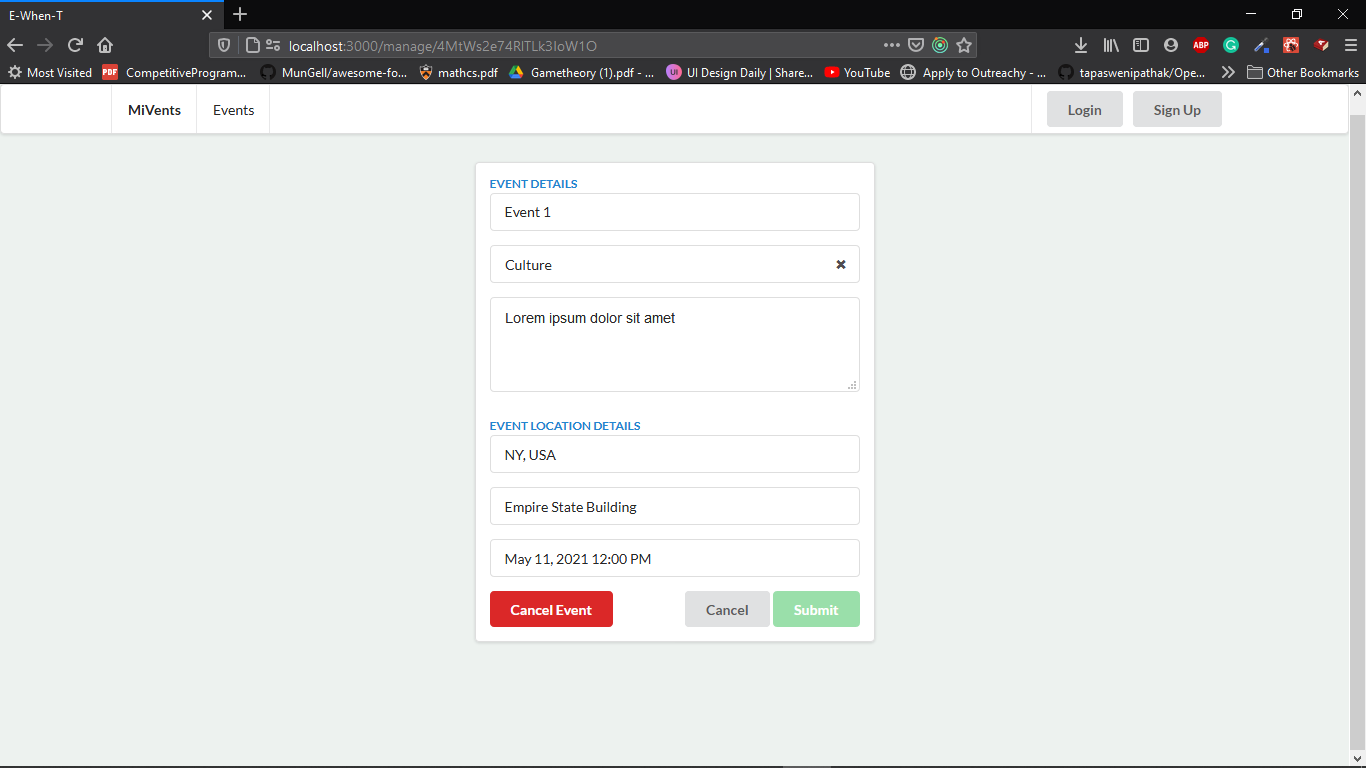 E-When-T
localhost:3000/manage/4MtWs2e74RlTLk3IoW1O
ABP
Most Visited PDF CompetitiveProgram... MunGell/awesome-fo... mathcs.pdf Gametheory (1).pdf - ... UI UI Design Daily | Share... YouTube Apply to Outreachy - ... tapaswenipathak/Ope... Other Bookmarks
MiVents Events Login Sign Up
EVENT DETAILS
Event 1
Culture
Lorem ipsum dolor sit amet
EVENT LOCATION DETAILS
NY, USA
Empire State Building
May 11, 2021 12:00 PM
Cancel Event Cancel Submit